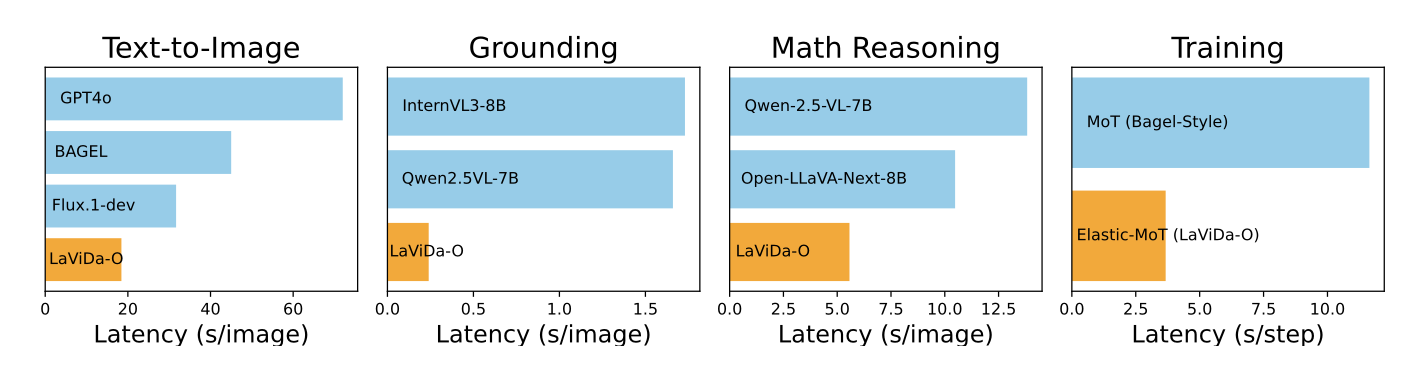 Text-to-Image
GPT4o
BAGEL
Flux.1-dev
LaViDa-O
0 20 40 60
Latency (s/image)
Grounding
InternVL3-8B
Qwen2.5VL-7B
LaViDa-O
0.0 0.5 1.0 1.5
Latency (s/image)
Math Reasoning
Qwen-2.5-VL-7B
Open-LLaVA-Next-8B
LaViDa-O
0.0 2.5 5.0 7.5 10.0 12.5
Latency (s/image)
Training
MoT (Bagel-Style)
Elastic-MoT (LaViDa-O)
0.0 2.5 5.0 7.5 10.0
Latency (s/step)